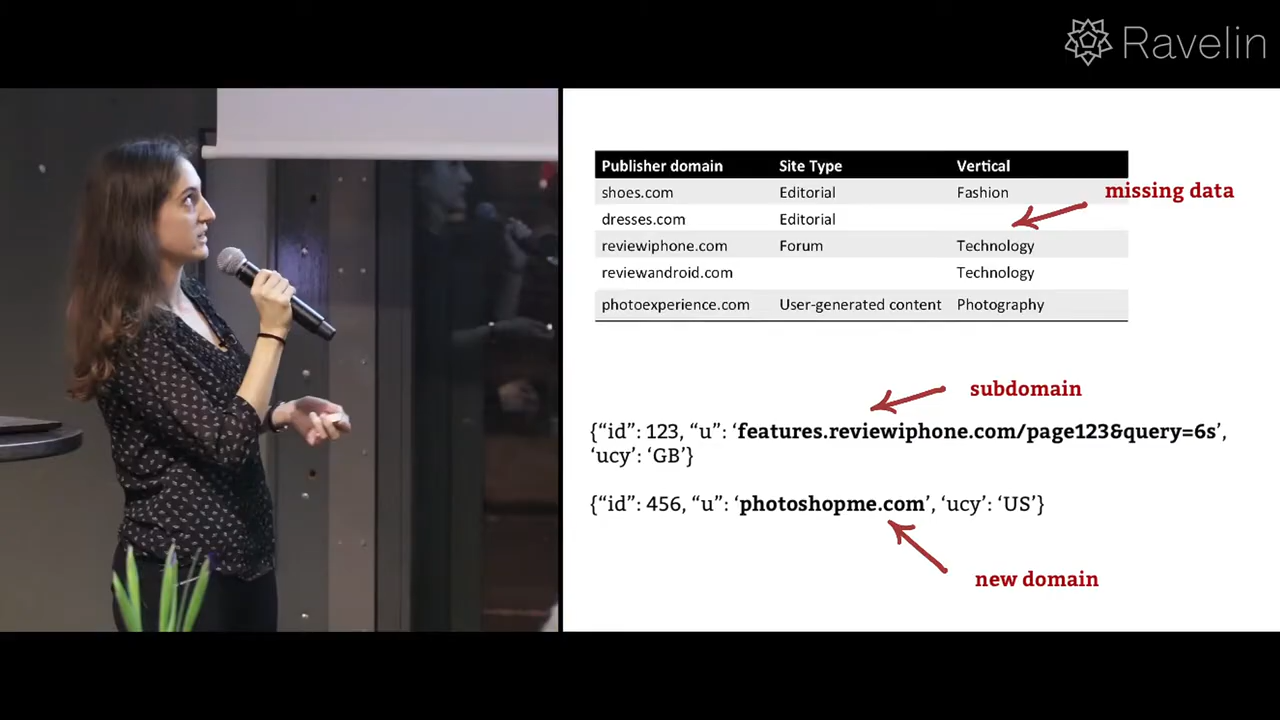 Ravelin
Publisher domain Site Type Vertical
shoes.com Editorial Fashion
missing data
dresses.com Editorial
reviewiphone.com Forum Technology
reviewandroid.com Technology
photoexperience.com User-generated content Photography
subdomain
{“id”: 123, “u”: ‘features.reviewiphone.com/page123&query=6s’,
‘ucy’: ‘GB’}
{“id”: 456, “u”: ‘photoshopme.com’, ‘ucy’: ‘US’}
new domain